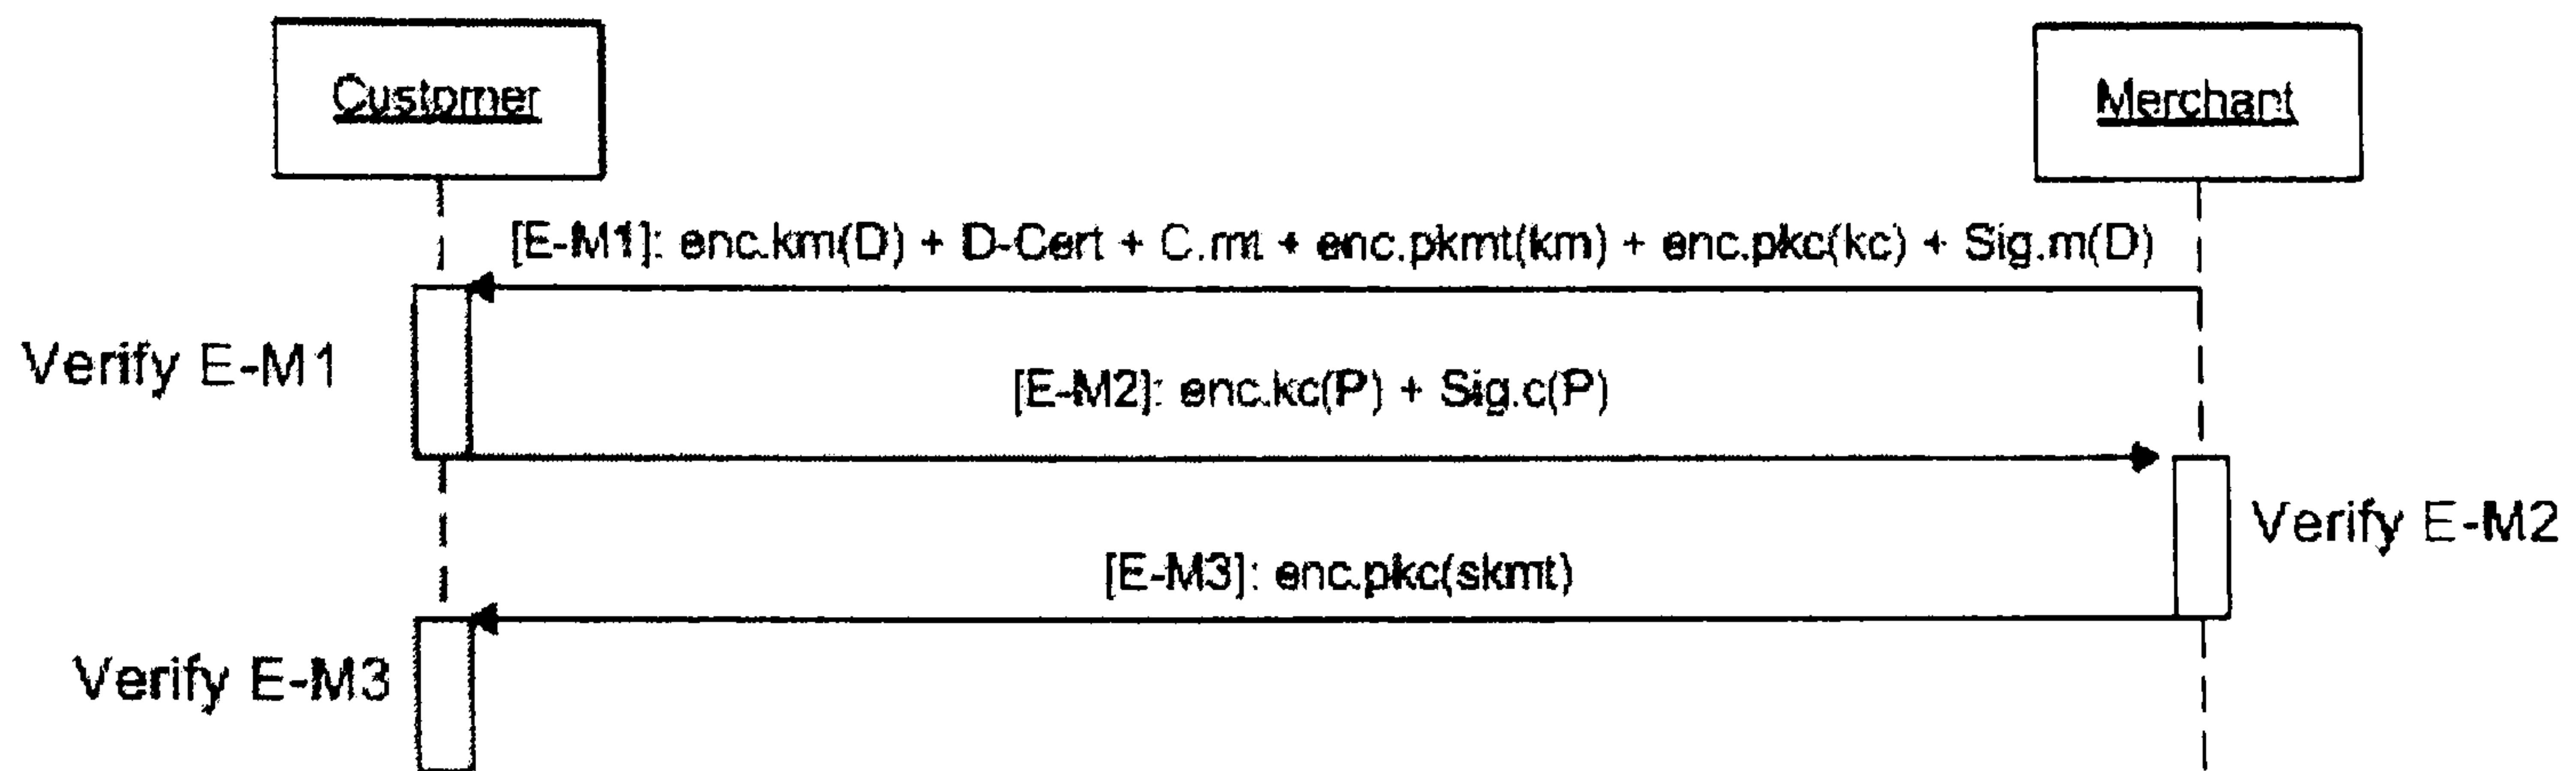 Customer
Merchant
[E-M1]: enc.km(D) + D-Cert + C.mt + enc.pkmt(km) + enc.pkc(kc) + Sig.m(D)
Verify E-M1
[E-M2]: enc.kc(P) + Sig.c(P)
Verify E-M2
[E-M3]: enc.pkc(skmt)
Verify E-M3